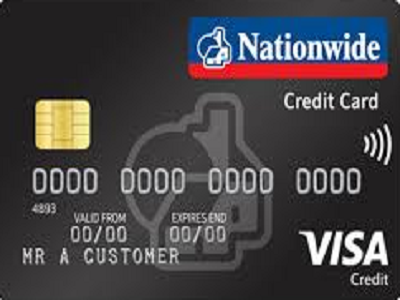 Nationwide
Credit Card
0000 0000 0000 0000
4893
VALID FROM EXPIRES END
00/00 00/00
MR A CUSTOMER
VISA
Credit